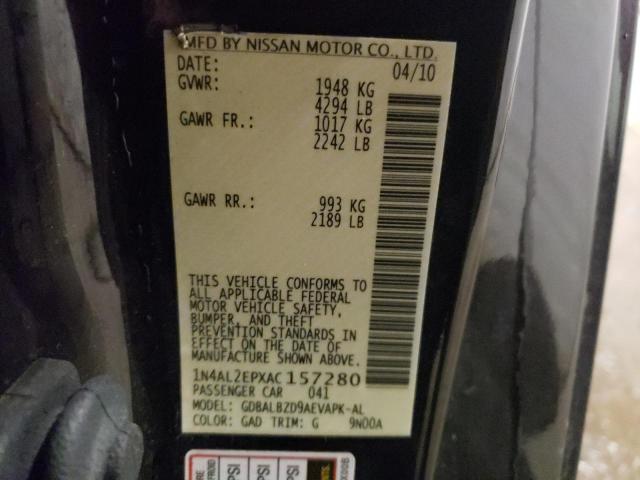 MFD BY NISSAN MOTOR CO., LTD.
DATE: 04/10
GVWR: 1948 KG
4294 LB
GAWR FR.: 1017 KG
2242 LB
GAWR RR.: 993 KG
2189 LB
THIS VEHICLE CONFORMS TO
ALL APPLICABLE FEDERAL
MOTOR VEHICLE SAFETY,
BUMPER, AND THEFT
PREVENTION STANDARDS IN
EFFECT ON THE DATE OF
MANUFACTURE SHOWN ABOVE.
1N4AL2EPXAC157280
PASSENGER CAR 041
MODEL: GDBALBZD9AEVAPK-AL
COLOR: GAD TRIM: G 9N00A
PSI
PSI